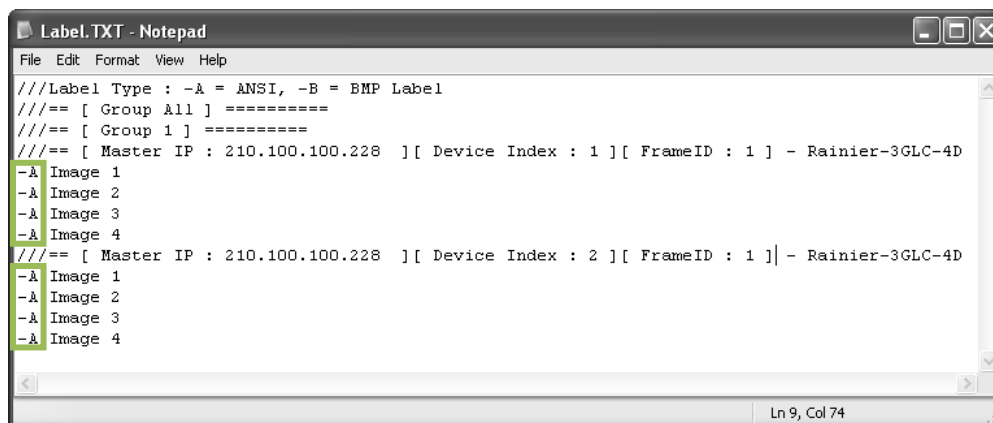 Label.TXT - Notepad
File Edit Format View Help
///Label Type : -A = ANSI, -B = BMP Label
///== [ Group All ] ==========
///== [ Group 1 ] ==========
///== [ Master IP : 210.100.100.228  ][ Device Index : 1 ][ FrameID : 1 ] - Rainier-3GLC-4D
-A Image 1
-A Image 2
-A Image 3
-A Image 4
///== [ Master IP : 210.100.100.228  ][ Device Index : 2 ][ FrameID : 1 ] - Rainier-3GLC-4D
-A Image 1
-A Image 2
-A Image 3
-A Image 4
Ln 9, Col 74